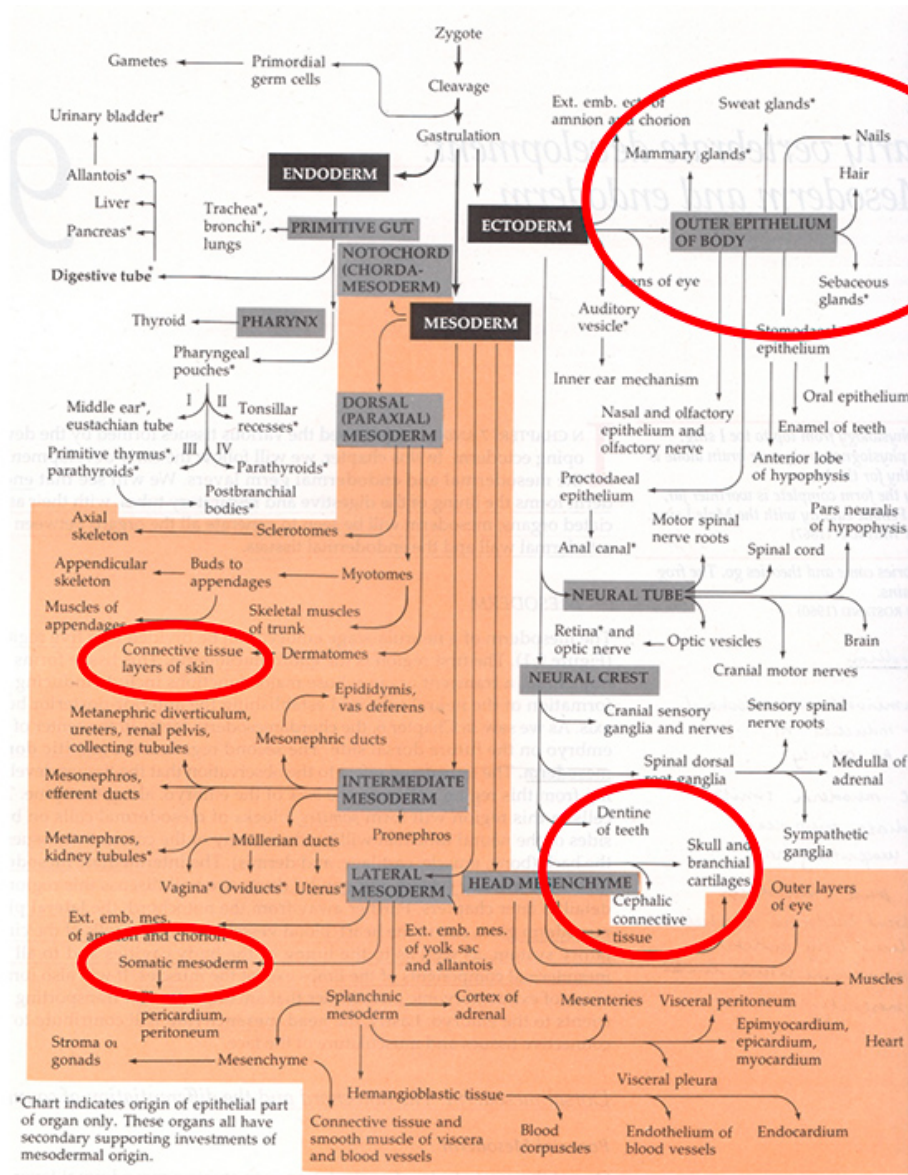 Zygote
Gametes
Primordial
germ cells
Cleavage
Gastrulation
Urinary bladder*
Allantois*
Liver
Pancreas*
Digestive tube*
ENDODERM
Trachea*,
bronchi*,
lungs
PRIMITIVE GUT
NOTOCHORD
(CHORDA-
MESODERM)
MESODERM
ECTODERM
Ext. emb. ect. of
amnion and chorion
Sweat glands*
Mammary glands*
Nails
Hair
OUTER EPITHELIUM
OF BODY
of eye
Sebaceous
glands*
Thyroid
PHARYNX
Pharyngeal
pouches*
I II
III IV
Middle ear*,
eustachian tube
Tonsillar
recesses*
Primitive thymus*,
parathyroids*
Parathyroids*
Postbranchial
bodies*
DORSAL
(PARAXIAL)
MESODERM
Auditory
vesicle*
Inner ear mechanism
epithelium
Oral epithelium
Nasal and olfactory
epithelium and
olfactory nerve
Enamel of teeth
Anterior lobe
of hypophysis
Proctodaeal
epithelium
Anal canal*
Motor spinal
nerve roots
Pars neuralis
of hypophysis
Spinal cord
NEURAL TUBE
Retina* and
optic nerve
Optic vesicles
Brain
Cranial motor nerves
NEURAL CREST
Axial
skeleton
Sclerotomes
Appendicular
skeleton
Buds to
appendages
Myotomes
Muscles of
appendages
Skeletal muscles
of trunk
Connective tissue
layers of skin
Dermatomes
Epididymis,
vas deferens
Metanephric diverticulum,
ureters, renal pelvis,
collecting tubules
Mesonephric ducts
Mesonephros,
efferent ducts
INTERMEDIATE
MESODERM
Metanephros,
kidney tubules*
Müllerian ducts
Pronephros
Vagina* Oviducts* Uterus*
LATERAL
MESODERM
HEAD MESENCHYME
Cranial sensory
ganglia and nerves
Sensory spinal
nerve roots
Spinal dorsal
root ganglia
Medulla of
adrenal
Sympathetic
ganglia
Dentine
of teeth
Skull and
branchial
cartilages
Cephalic
connective
tissue
Outer layers
of eye
Muscles
Ext. emb. mes.
of amnion and chorion
Ext. emb. mes.
of yolk sac
and allantois
Somatic mesoderm
pericardium,
peritoneum
Splanchnic
mesoderm
Cortex of
adrenal
Mesenteries
Visceral peritoneum
Epimyocardium,
epicardium,
myocardium
Heart
Visceral pleura
Stroma
gonads
Mesenchyme
Hemangioblastic tissue
Connective tissue and
smooth muscle of viscera
and blood vessels
Blood
corpuscles
Endothelium of
blood vessels
Endocardium
*Chart indicates origin of epithelial part
of organ only. These organs all have
secondary supporting investments of
mesodermal origin.